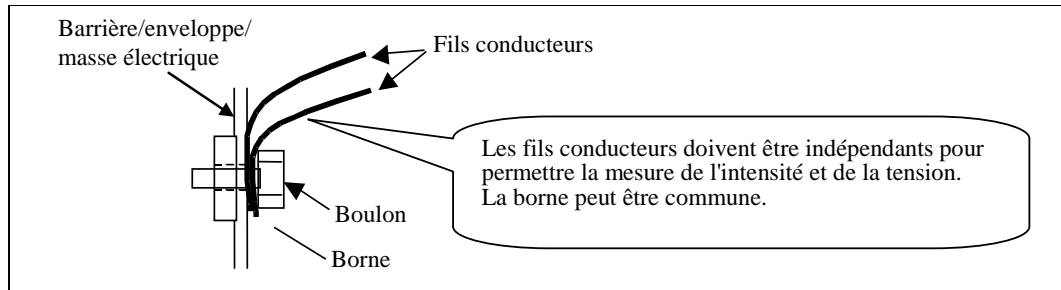 Barrière/enveloppe/
masse électrique
Fils conducteurs
Les fils conducteurs doivent être indépendants pour
permettre la mesure de l'intensité et de la tension.
La borne peut être commune.
Boulon
Borne